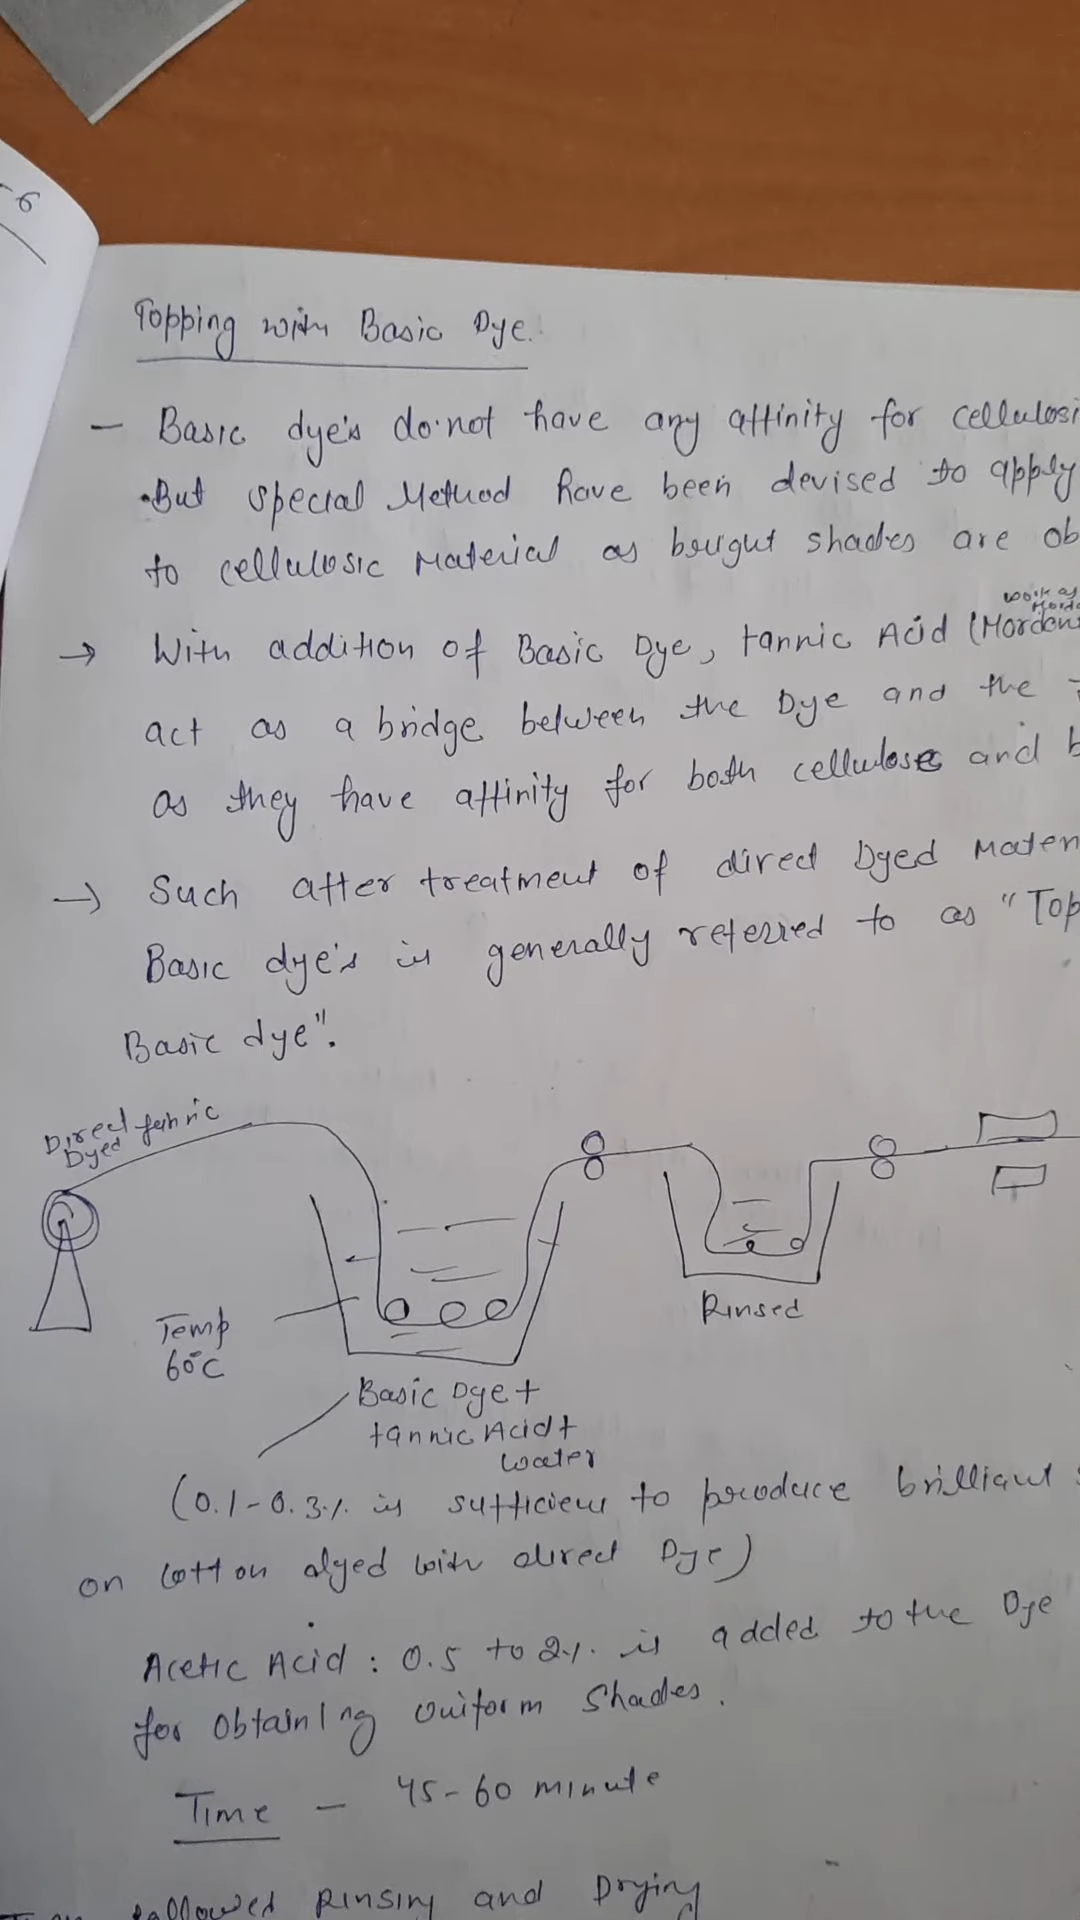 -6
Topping with Basic Dye.
- Basic dye's do not have any affinity for cellulosi
But special Method have been devised to apply
to cellulosic Material as bright shades are ob
work as
Mord
→ With addition of Basic Dye, tannic Acid (Mordan
act as a bridge between the Dye and the
as they have affinity for both cellulose and b
→ Such after treatment of direct Dyed Mater
Basic dye's is generally referred to as "Top
Basic dye".
Direct fabric
Dyed
Temp
60°C
Rinsed
Basic Dye +
tannic Acid +
water
(0.1-0.3% is sufficient to produce brilliant s
on cotton dyed with direct Dye)
Acetic Acid : 0.5 to 2% is added to the Dye
for obtaining uniform shades.
Time - 45-60 minute
followed Rinsing and Drying